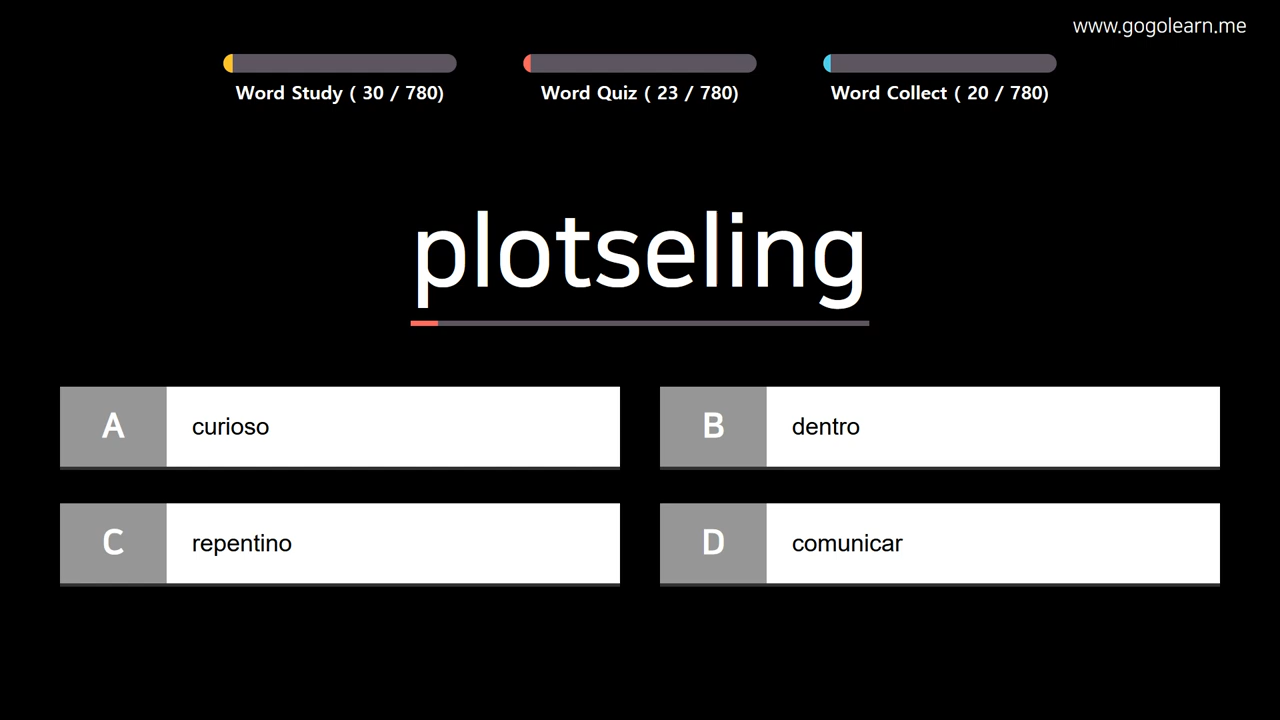 www.gogolearn.me
Word Study ( 30 / 780)
Word Quiz ( 23 / 780)
Word Collect ( 20 / 780)
plotseling
A curioso
B dentro
C repentino
D comunicar